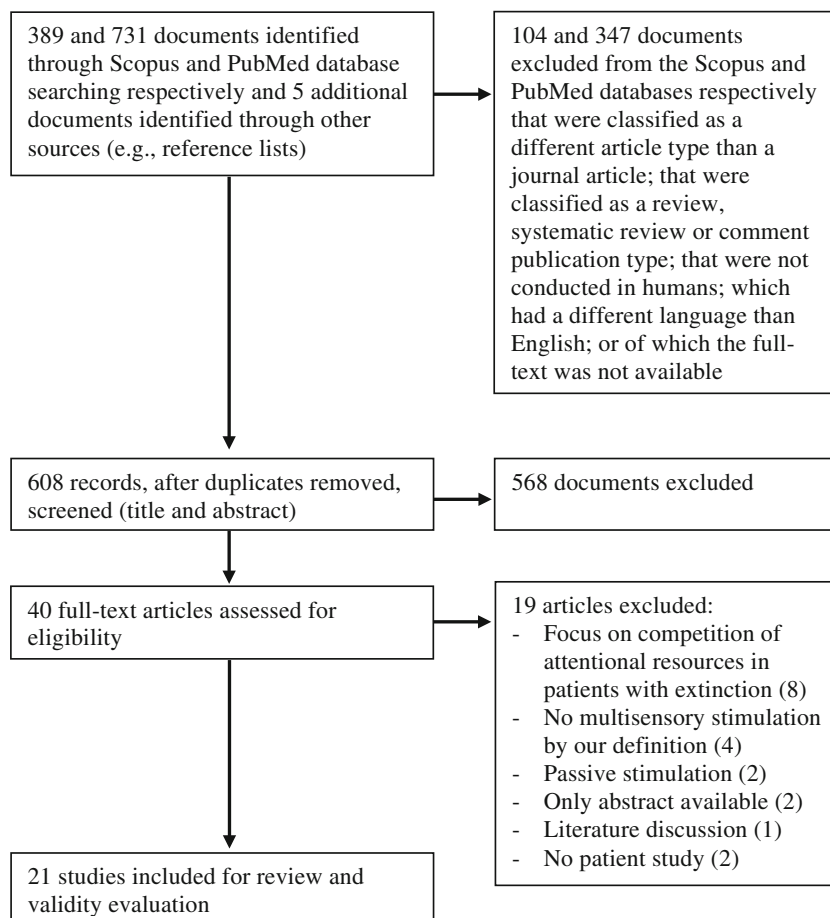 389 and 731 documents identified
through Scopus and PubMed database
searching respectively and 5 additional
documents identified through other
sources (e.g., reference lists)
104 and 347 documents
excluded from the Scopus and
PubMed databases respectively
that were classified as a
different article type than a
journal article; that were
classified as a review,
systematic review or comment
publication type; that were not
conducted in humans; which
had a different language than
English; or of which the full-
text was not available
608 records, after duplicates removed,
screened (title and abstract)
568 documents excluded
40 full-text articles assessed for
eligibility
19 articles excluded:
- Focus on competition of
attentional resources in
patients with extinction (8)
- No multisensory stimulation
by our definition (4)
- Passive stimulation (2)
- Only abstract available (2)
- Literature discussion (1)
- No patient study (2)
21 studies included for review and
validity evaluation